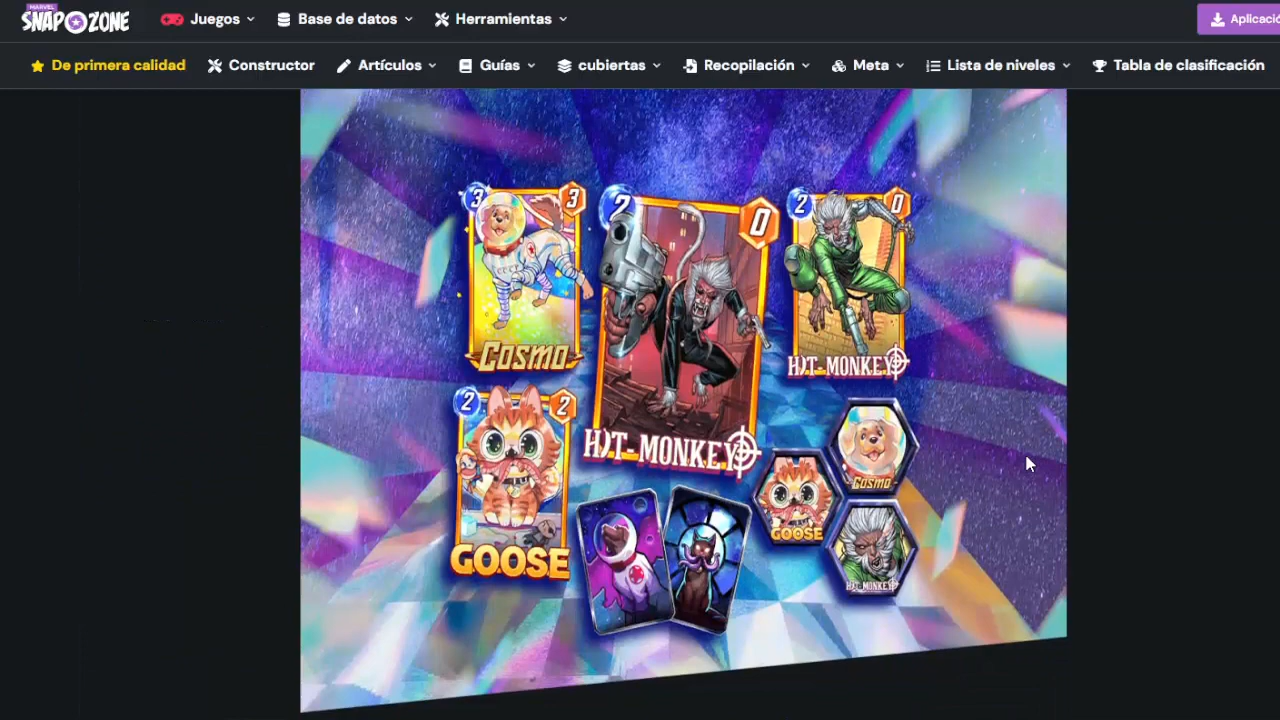 MARVEL
SNAP ZONE
Juegos
Base de datos
Herramientas
De primera calidad
Constructor
Artículos
Guías
cubiertas
Recopilación
Meta
Lista de niveles
Tabla de clasificación
3 3
COSMO
2 0
HIT-MONKEY
2 0
HIT-MONKEY
2 2
GOOSE
GOOSE
COSMO
HIT-MONKEY